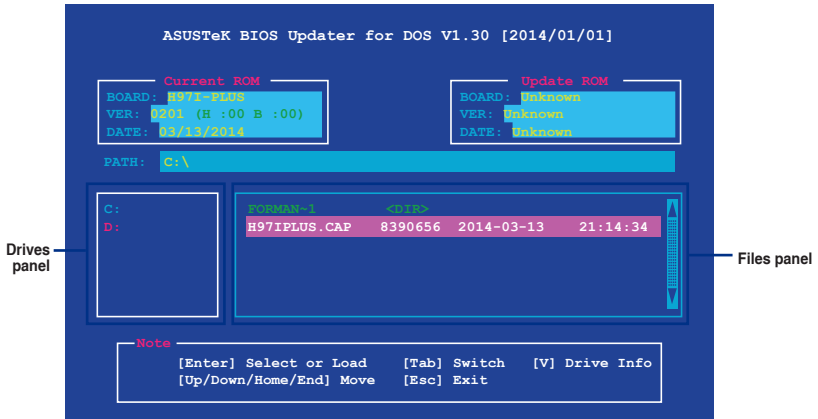 ASUSTeK BIOS Updater for DOS V1.30 [2014/01/01]
Current ROM
BOARD: H97I-PLUS
VER: 0201 (H :00 B :00)
DATE: 03/13/2014
Update ROM
BOARD: Unknown
VER: Unknown
DATE: Unknown
PATH: C:\
C:
D:
FORMAN~1 <DIR>
H97IPLUS.CAP 8390656 2014-03-13 21:14:34
Drives
panel
Files panel
Note
[Enter] Select or Load [Tab] Switch [V] Drive Info
[Up/Down/Home/End] Move [Esc] Exit